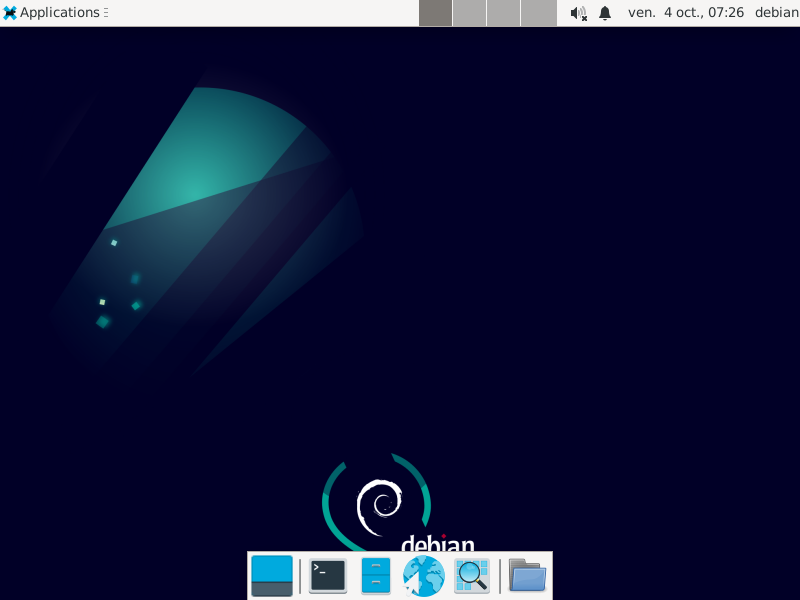 Applications
ven. 4 oct., 07:26 debian
debian
>_